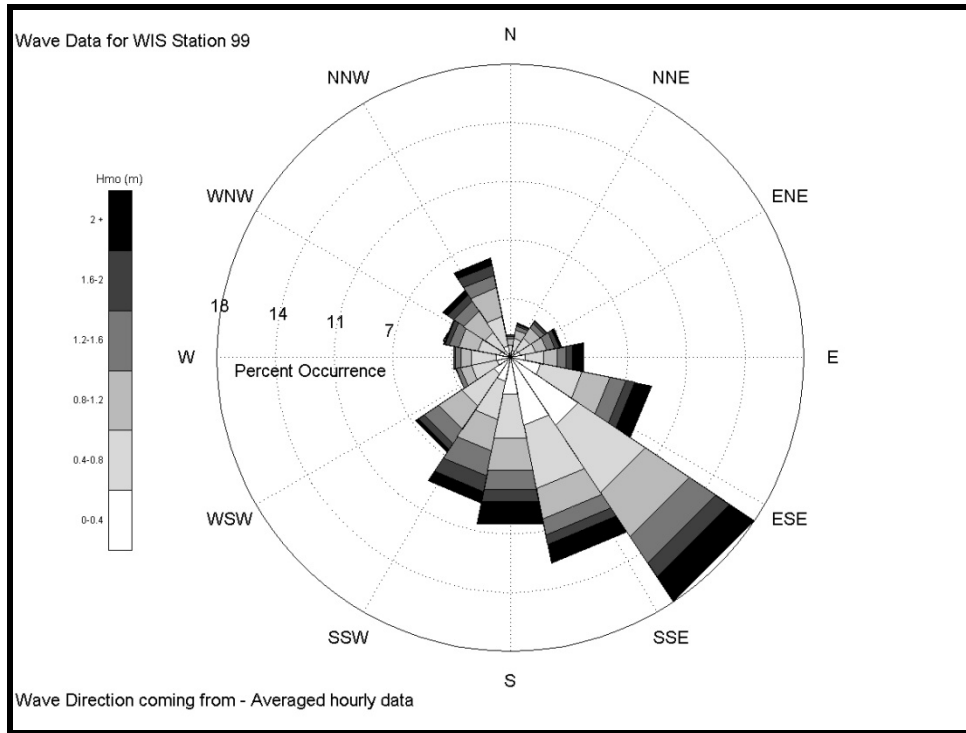 Wave Data for WIS Station 99
N
NNW
NNE
Hmo (m)
2 +
1.6-2
1.2-1.6
0.8-1.2
0.4-0.8
0-0.4
WNW
ENE
18
14
11
7
W
Percent Occurrence
E
WSW
ESE
SSW
SSE
S
Wave Direction coming from - Averaged hourly data